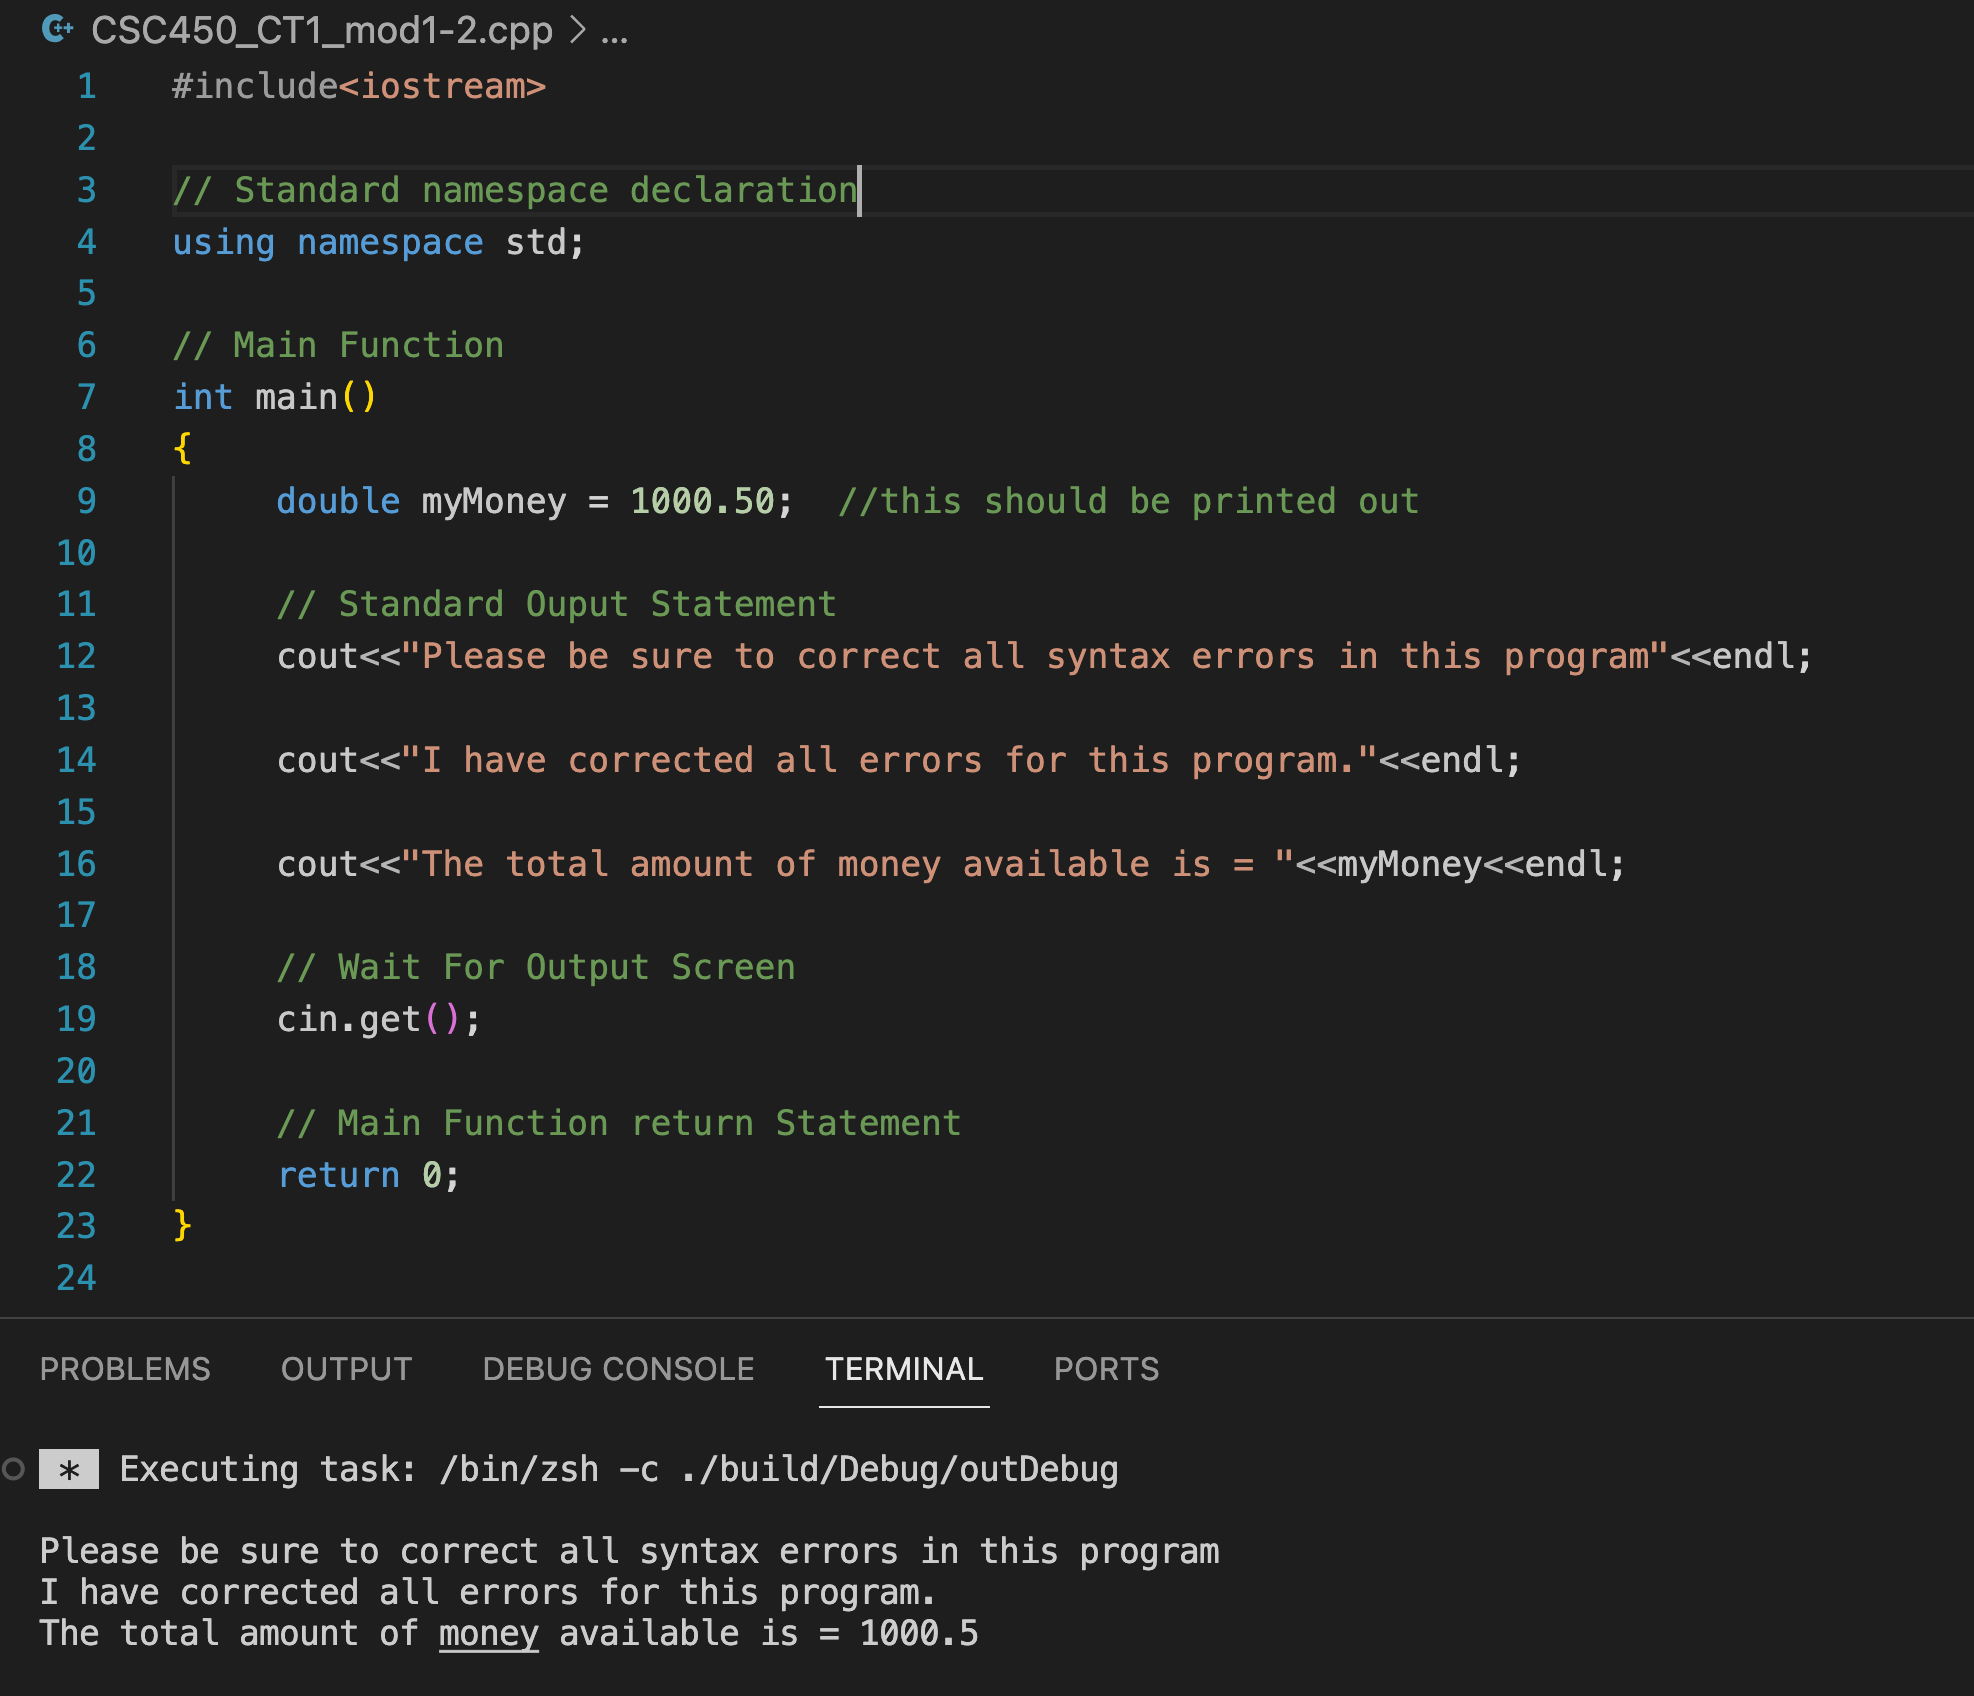 CSC450_CT1_mod1-2.cpp > ...
1 #include<iostream>
2
3 // Standard namespace declaration
4 using namespace std;
5
6 // Main Function
7 int main()
8 {
9     double myMoney = 1000.50;  //this should be printed out
10
11     // Standard Ouput Statement
12     cout<<"Please be sure to correct all syntax errors in this program"<<endl;
13
14     cout<<"I have corrected all errors for this program."<<endl;
15
16     cout<<"The total amount of money available is = "<<myMoney<<endl;
17
18     // Wait For Output Screen
19     cin.get();
20
21     // Main Function return Statement
22     return 0;
23 }
24
PROBLEMS OUTPUT DEBUG CONSOLE TERMINAL PORTS
* Executing task: /bin/zsh -c ./build/Debug/outDebug
Please be sure to correct all syntax errors in this program
I have corrected all errors for this program.
The total amount of money available is = 1000.5